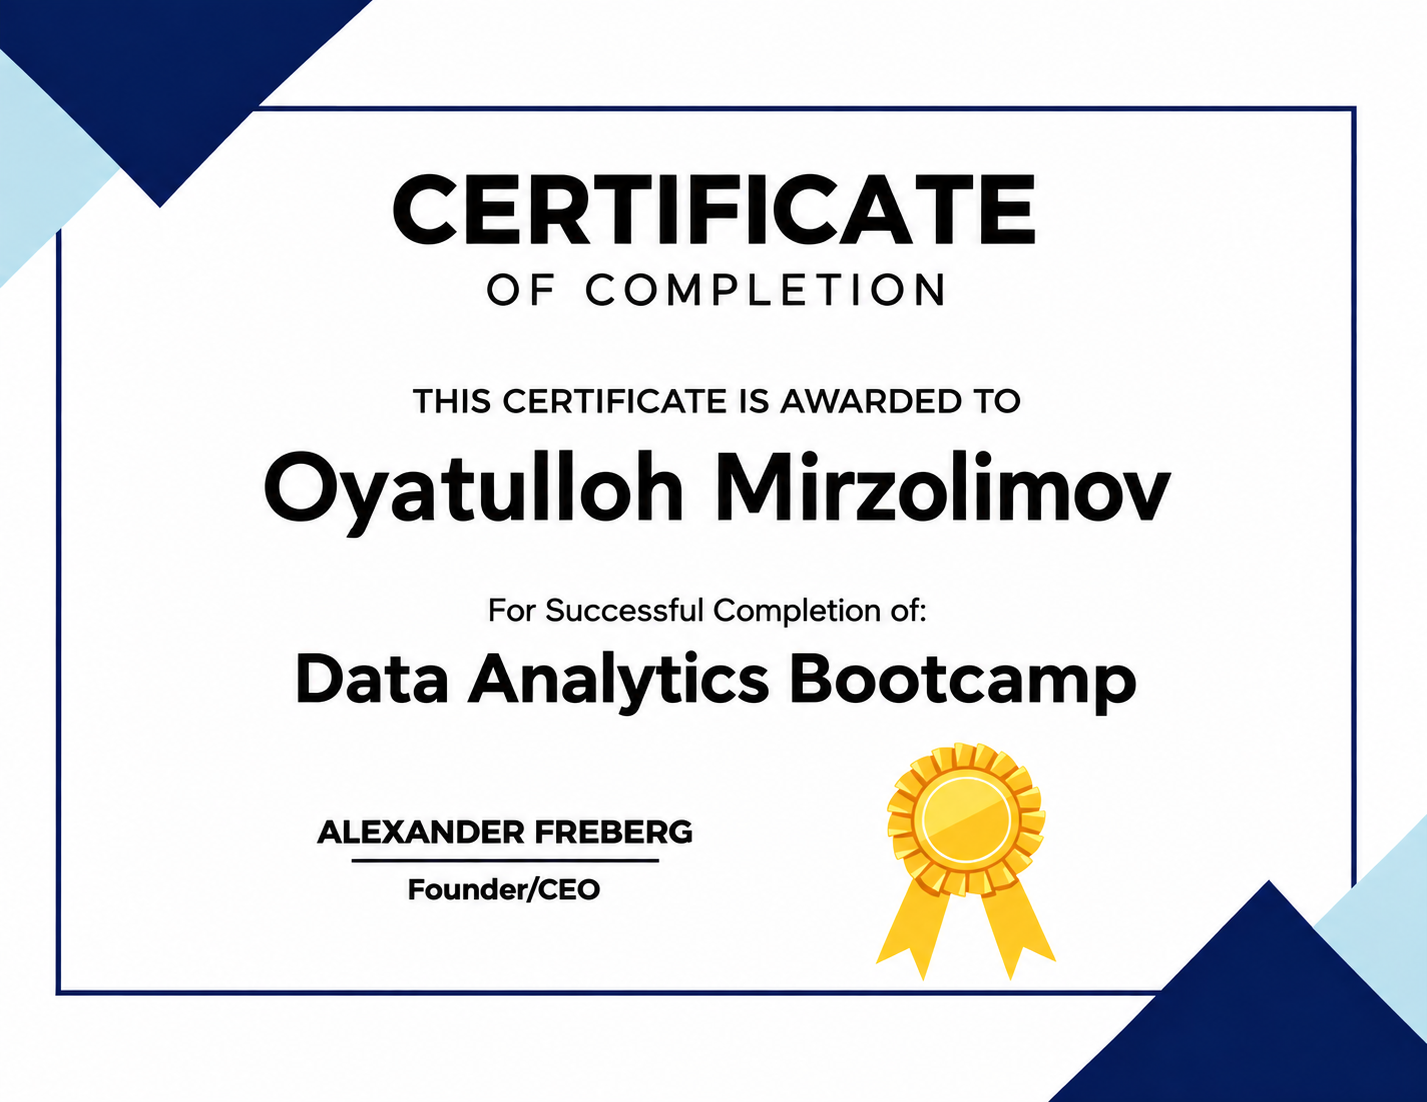 CERTIFICATE
OF COMPLETION
THIS CERTIFICATE IS AWARDED TO
Oyatulloh Mirzolimov
For Successful Completion of:
Data Analytics Bootcamp
ALEXANDER FREBERG
Founder/CEO